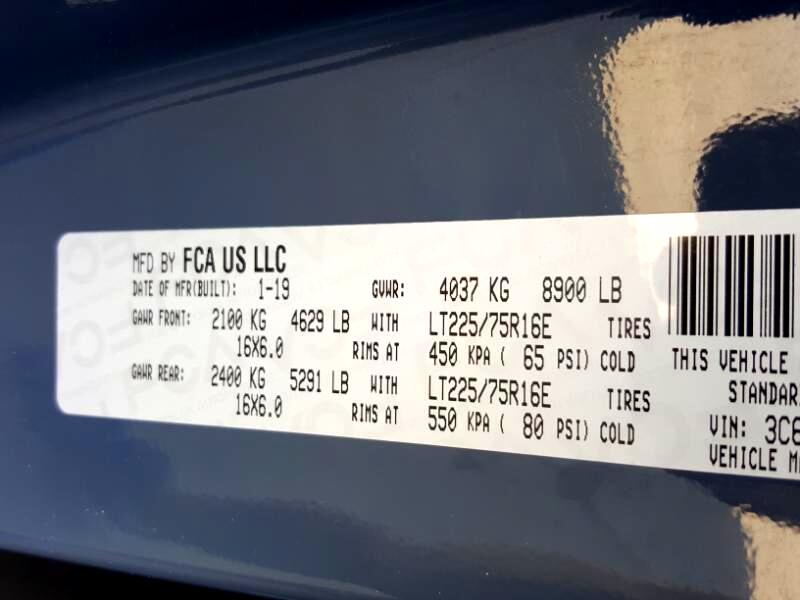 MFD BY FCA US LLC
DATE OF MFR(BUILT): 1-19 GVWR: 4037 KG 8900 LB
GAWR FRONT: 2100 KG 4629 LB WITH LT225/75R16E TIRES
16X6.0 RIMS AT 450 KPA ( 65 PSI) COLD
GAWR REAR: 2400 KG 5291 LB WITH LT225/75R16E TIRES
16X6.0 RIMS AT 550 KPA ( 80 PSI) COLD
THIS VEHICLE
STANDAR
VIN: 3C6
VEHICLE M